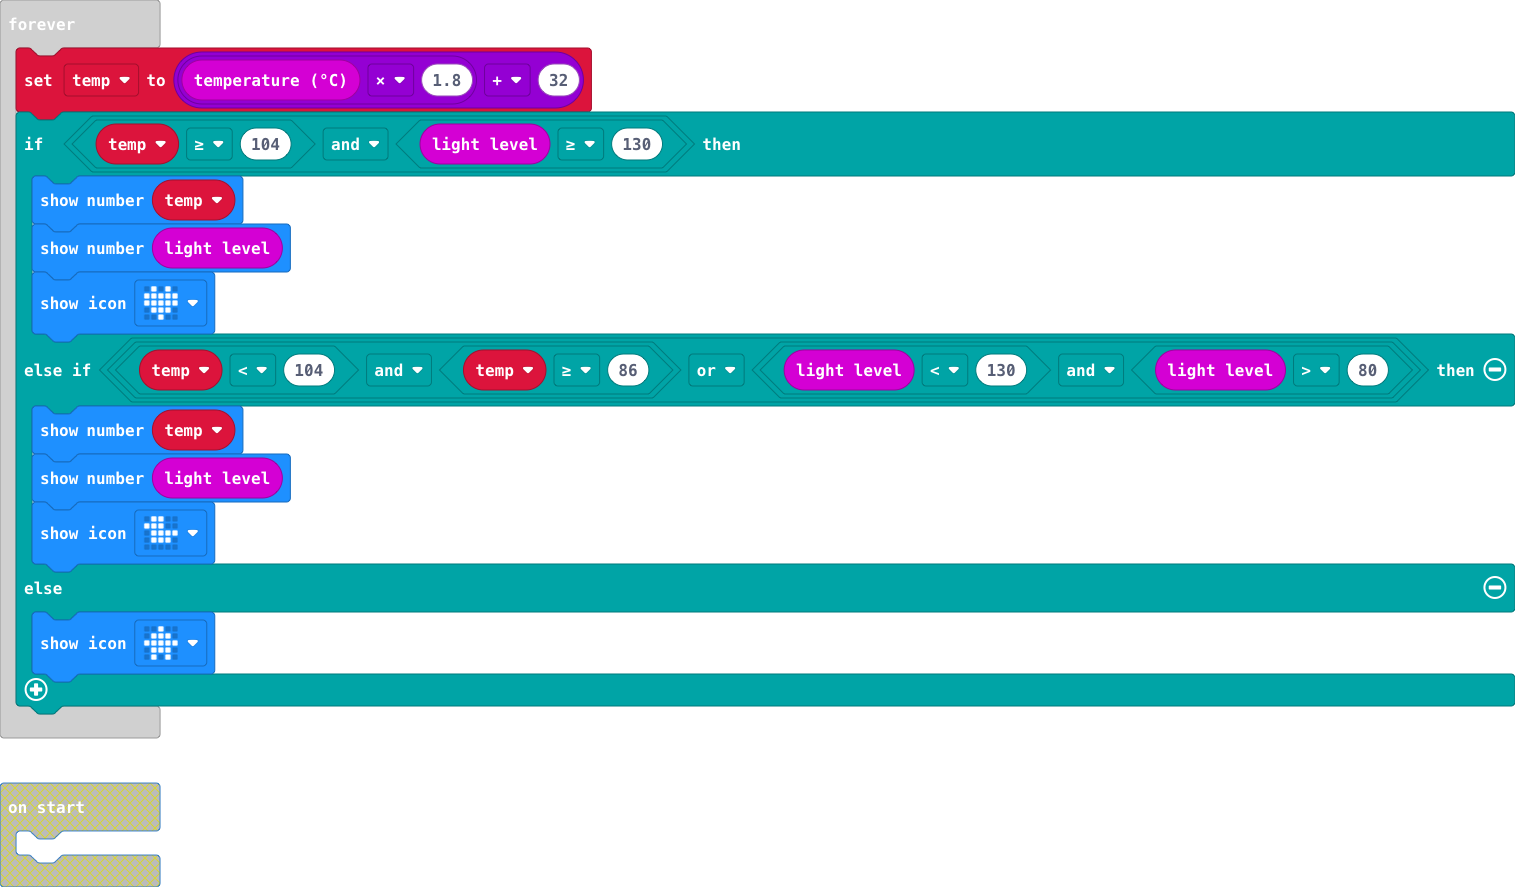 forever
set temp to temperature (°C) × 1.8 + 32
if temp ≥ 104 and light level ≥ 130 then
show number temp
show number light level
show icon
else if temp < 104 and temp ≥ 86 or light level < 130 and light level > 80 then
show number temp
show number light level
show icon
else
show icon
on start